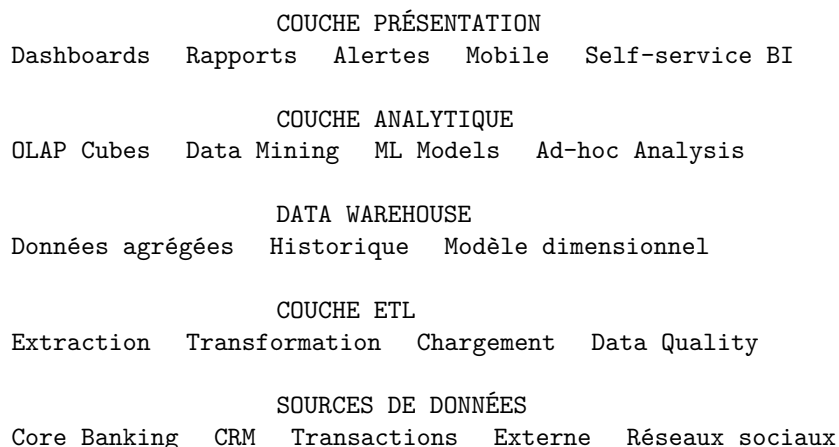 COUCHE PRÉSENTATION
Dashboards Rapports Alertes Mobile Self-service BI
COUCHE ANALYTIQUE
OLAP Cubes Data Mining ML Models Ad-hoc Analysis
DATA WAREHOUSE
Données agrégées Historique Modèle dimensionnel
COUCHE ETL
Extraction Transformation Chargement Data Quality
SOURCES DE DONNÉES
Core Banking CRM Transactions Externe Réseaux sociaux